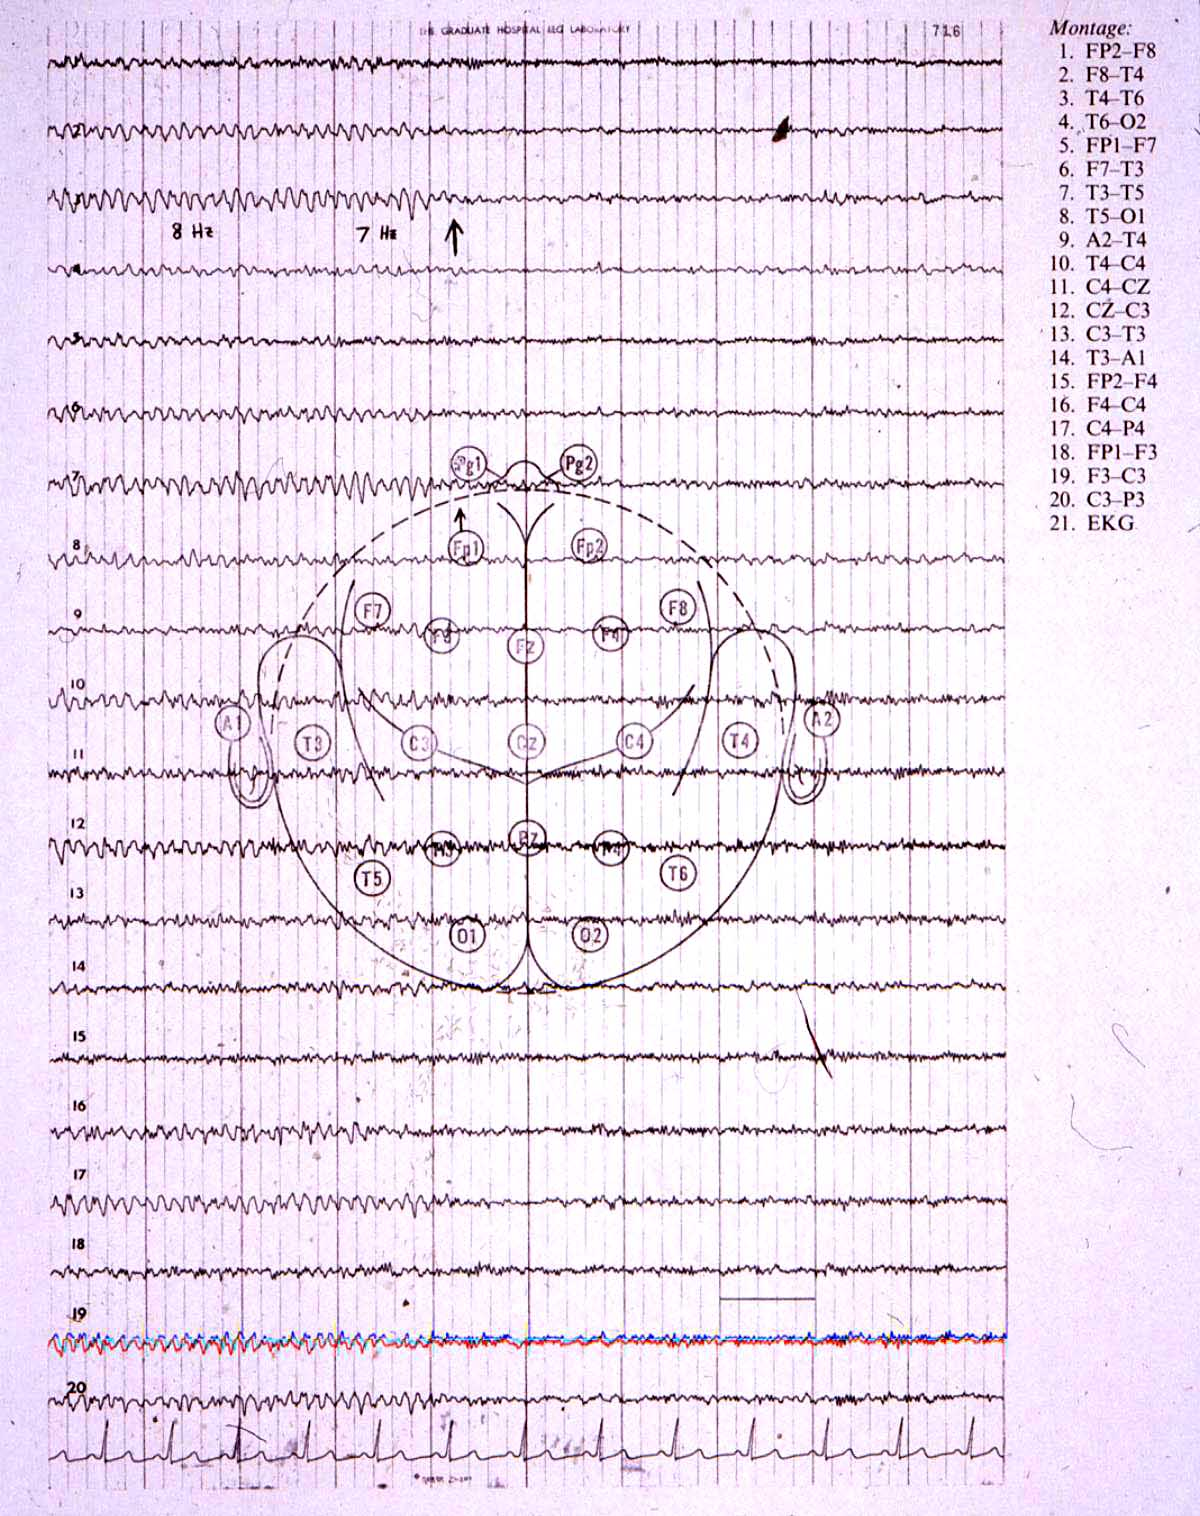 THE GRADUATE HOSPITAL EEG LABORATORY
716
Montage:
1. FP2–F8
2. F8–T4
3. T4–T6
4. T6–O2
5. FP1–F7
6. F7–T3
7. T3–T5
8. T5–O1
9. A2–T4
10. T4–C4
11. C4–CZ
12. CZ–C3
13. C3–T3
14. T3–A1
15. FP2–F4
16. F4–C4
17. C4–P4
18. FP1–F3
19. F3–C3
20. C3–P3
21. EKG
2
3
8 Hz 7 Hz
4
5
6
Pg1 Pg2
7
8
Fp1 Fp2
F7 F8
9
F3 Fz F4
10
A1 A2
T3 C3 Cz C4 T4
11
12
P3 Pz P4
T5 T6
13
O1 O2
14
15
16
17
18
19
20